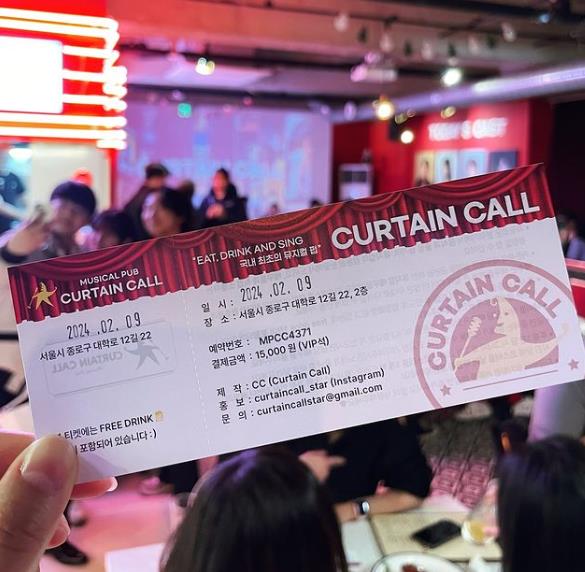 TODAY'S CAST
MUSICAL PUB
CURTAIN CALL
"EAT, DRINK AND SING
국내 최초의 뮤지컬 펍"
CURTAIN CALL
2024 .02. 09
서울시 종로구 대학로 12길 22
CURTAIN CALL
티켓에는 FREE DRINK
포함되어 있습니다 :)
일 시 : 2024 .02. 09
장 소 : 서울시 종로구 대학로 12길 22, 2층
예약번호 : MPCC4371
결제금액 : 15,000 원 (VIP석)
제 작 : CC (Curtain Call)
홍 보 : curtaincall_star (Instagram)
문 의 : curtaincallstar@gmail.com
CURTAIN CALL